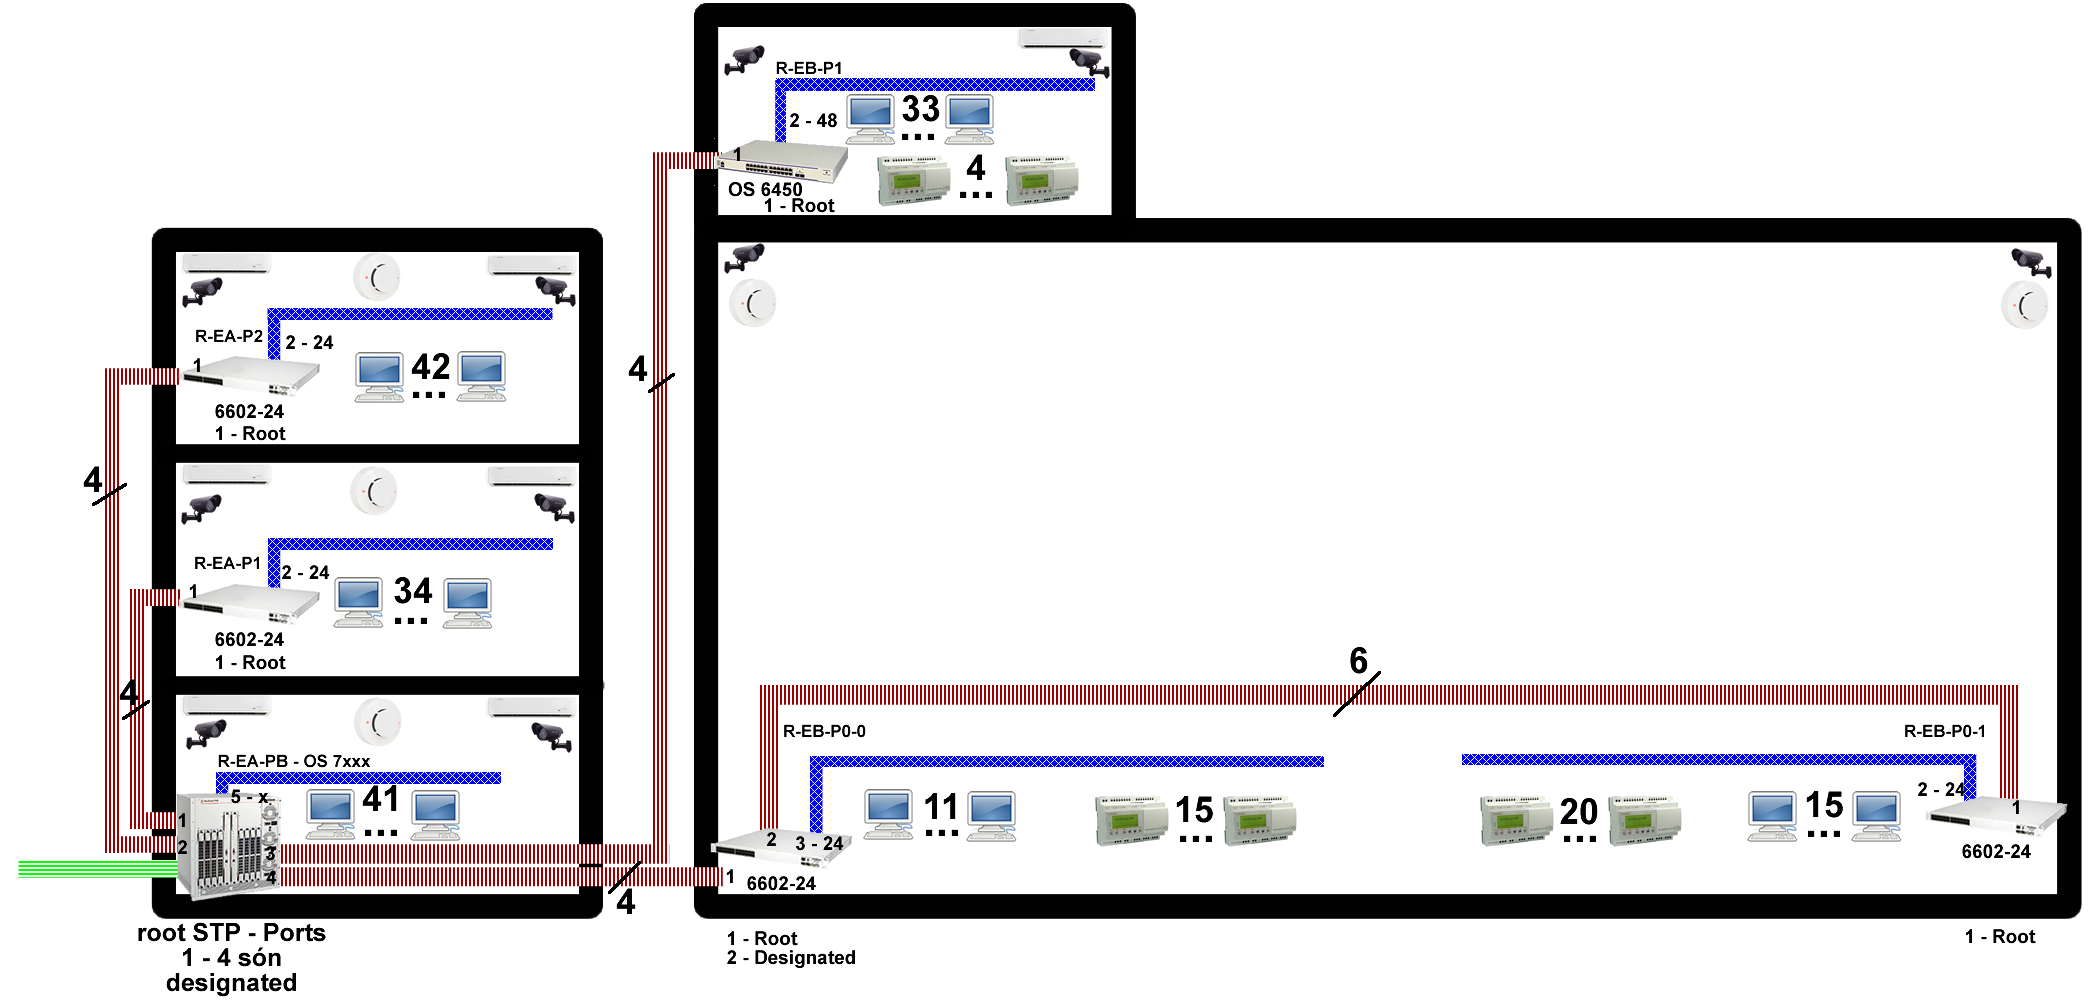 R-EB-P1
33
...
2 - 48
1
4
...
OS 6450
1 - Root
4
R-EA-P2
2 - 24
1
42
...
6602-24
1 - Root
4
R-EA-P1
2 - 24
1
34
...
6602-24
1 - Root
4
R-EA-PB - OS 7xxx
5 - x
41
...
1
2
3
4
4
root STP - Ports
1 - 4 són
designated
6
R-EB-P0-0
2
3 - 24
1
6602-24
11
...
15
...
1 - Root
2 - Designated
R-EB-P0-1
20
...
15
...
2 - 24
1
6602-24
1 - Root